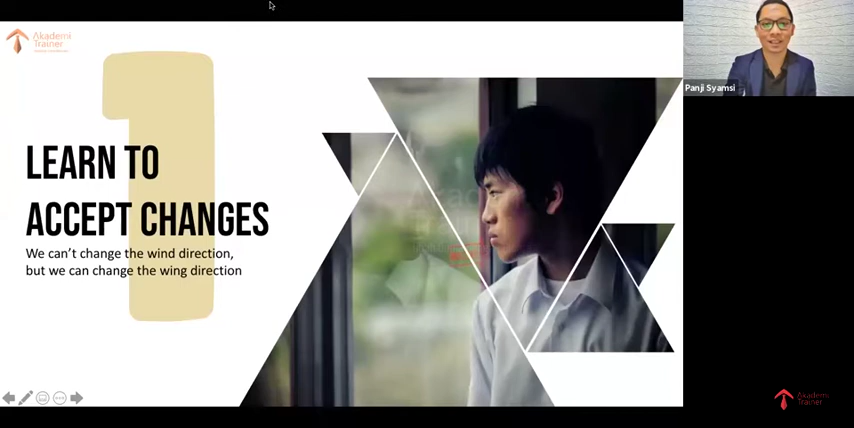 Akademi
Trainer
1
LEARN TO
ACCEPT CHANGES
We can't change the wind direction,
but we can change the wing direction
Panji Syamsi
Akademi
Trainer